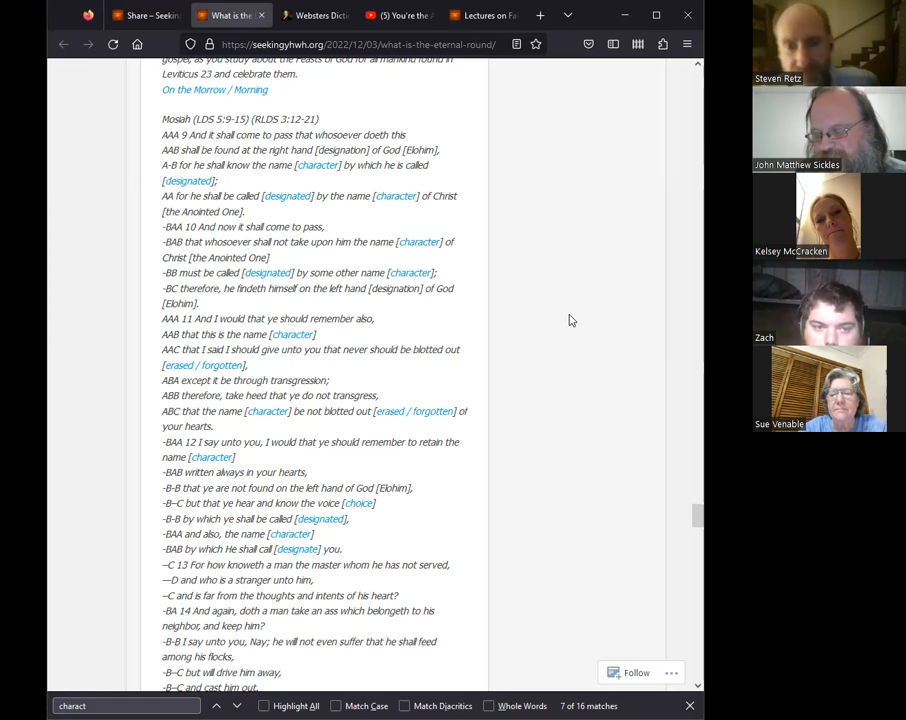 Share – Seekin
What is the
Websters Dicti
(5) You're the A
Lectures on Fa
https://seekingyhwh.org/2022/12/03/what-is-the-eternal-round/
gospel, as you study about the Feasts of God for all mankind found in
Leviticus 23 and celebrate them.
On the Morrow / Morning
Mosiah (LDS 5:9-15) (RLDS 3:12-21)
AAA 9 And it shall come to pass that whosoever doeth this
AAB shall be found at the right hand [designation] of God [Elohim],
A-B for he shall know the name [character] by which he is called
[designated];
AA for he shall be called [designated] by the name [character] of Christ
[the Anointed One].
-BAA 10 And now it shall come to pass,
-BAB that whosoever shall not take upon him the name [character] of
Christ [the Anointed One]
-BB must be called [designated] by some other name [character];
-BC therefore, he findeth himself on the left hand [designation] of God
[Elohim].
AAA 11 And I would that ye should remember also,
AAB that this is the name [character]
AAC that I said I should give unto you that never should be blotted out
[erased / forgotten],
ABA except it be through transgression;
ABB therefore, take heed that ye do not transgress,
ABC that the name [character] be not blotted out [erased / forgotten] of
your hearts.
-BAA 12 I say unto you, I would that ye should remember to retain the
name [character]
-BAB written always in your hearts,
-B-B that ye are not found on the left hand of God [Elohim],
-B–C but that ye hear and know the voice [choice]
-B-B by which ye shall be called [designated],
-BAA and also, the name [character]
-BAB by which He shall call [designate] you.
–C 13 For how knoweth a man the master whom he has not served,
—D and who is a stranger unto him,
–C and is far from the thoughts and intents of his heart?
-BA 14 And again, doth a man take an ass which belongeth to his
neighbor, and keep him?
-B-B I say unto you, Nay; he will not even suffer that he shall feed
among his flocks,
-B–C but will drive him away,
-B–C and cast him out.
Follow
charact
Highlight All
Match Case
Match Diacritics
Whole Words
7 of 16 matches
Steven Retz
John Matthew Sickles
Kelsey McCracken
Zach
Sue Venable